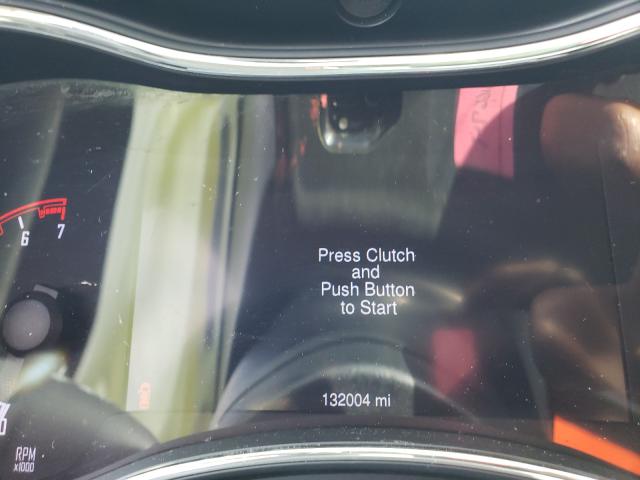 6 7
Press Clutch
and
Push Button
to Start
132004 mi
RPM
x1000